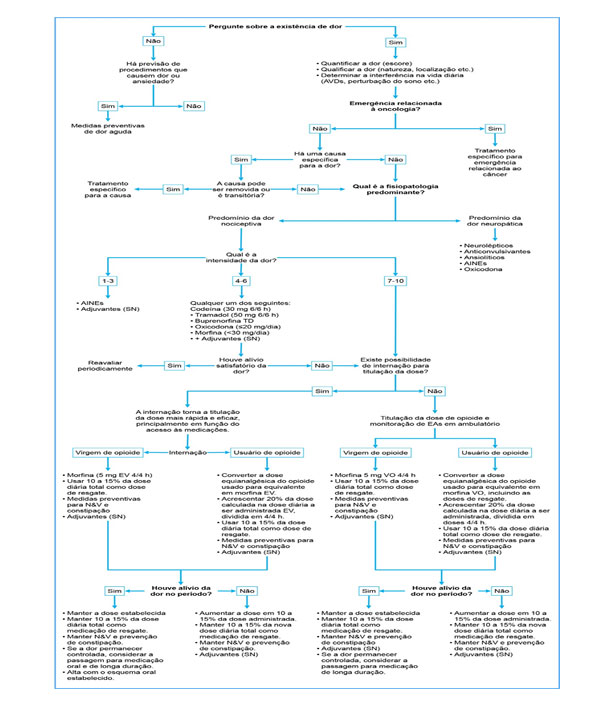 Pergunte sobre a existência de dor
Não
Sim
Há previsão de
procedimentos que
causem dor ou
ansiedade?
• Quantificar a dor (escore)
• Qualificar a dor (natureza, localização etc.)
• Determinar a interferência na vida diária
(AVDs, perturbação do sono etc.)
Sim
Não
Medidas preventivas
de dor aguda
Emergência relacionada
à oncologia?
Não
Sim
Tratamento
específico para
emergência
relacionada ao
câncer
Há uma causa
específica
para a dor?
Sim
Não
A causa pode
ser removida ou
é transitória?
Sim
Não
Tratamento
específico
para a causa
Qual é a fisiopatologia
predominante?
Predomínio da dor
nociceptiva
Predomínio da
dor neuropática
• Neurolépticos
• Anticonvulsivantes
• Ansiolíticos
• AINEs
• Oxicodona
Qual é a
intensidade da dor?
1-3
4-6
7-10
• AINEs
• Adjuvantes (SN)
Qualquer um dos seguintes:
Codeína (30 mg 6/6 h)
• Tramadol (50 mg 6/6 h)
• Buprenorfina TD
• Oxicodona (≤20 mg/dia)
• Morfina (<30 mg/dia)
• + Adjuvantes (SN)
Reavaliar
periodicamente
Sim
Houve alívio
satisfatório da
dor?
Não
Existe possibilidade
de internação para
titulação da dose?
Sim
Não
A internação torna a titulação
da dose mais rápida e eficaz,
principalmente em função do
acesso às medicações.
Titulação da dose de opioide e
monitoração de EAs em ambulatório
Virgem de opioide
Internação
Usuário de opioide
Virgem de opioide
Usuário de opioide
• Morfina (5 mg EV 4/4 h)
• Usar 10 a 15% da dose
diária total como dose
de resgate.
• Medidas preventivas
para N&V e
constipação
• Adjuvantes (SN)
• Converter a dose
equianalgésica do opioide
usado para equivalente
em morfina EV.
• Acrescentar 20% da dose
calculada na dose diária a
ser administrada EV,
dividida em 4/4 h.
• Usar 10 a 15% da dose diária
total como dose de resgate.
• Medidas preventivas para
N&V e constipação
• Adjuvantes (SN)
• Morfina 5 mg VO 4/4 h
• Usar 10 a 15% da dose
diária total como dose
de resgate.
• Medidas preventivas
para N&V e
constipação.
• Adjuvantes (SN)
• Converter a dose
equianalgésica do opioide
usado para equivalente em
morfina VO, incluindo as
doses de resgate.
• Acrescentar 20% da dose
calculada na dose diária a ser
administrada, dividida em
doses 4/4 h.
• Usar 10 a 15% da dose diária
total como dose de resgate.
• Medidas preventivas para
N&V e constipação
• Adjuvantes (SN)
Sim
Houve alívio da
dor no período?
Não
Sim
Houve alívio da
dor no período?
Não
• Manter a dose estabelecida
• Manter 10 a 15% da dose
diária total como
medicação de resgate.
• Manter N&V e prevenção
de constipação.
• Se a dor permanecer
controlada, considerar a
passagem para medicação
oral e de longa duração.
• Alta com o esquema oral
estabelecido.
• Aumentar a dose em 10 a
15% da dose administrada.
• Manter 10 a 15% da nova
dose diária total como
medicação de resgate.
• Manter N&V e prevenção
de constipação.
• Adjuvantes (SN)
• Manter a dose estabelecida
• Manter 10 a 15% da dose
diária total como
medicação de resgate.
• Manter N&V e prevenção
de constipação
• Adjuvantes (SN)
• Se a dor permanecer
controlada, considerar a
passagem para medicação
de longa duração.
• Aumentar a dose em 10 a
15% da dose administrada.
• Manter 10 a 15% da nova
dose diária total como
medicação de resgate.
• Manter N&V e prevenção
de constipação.
• Adjuvantes (SN)